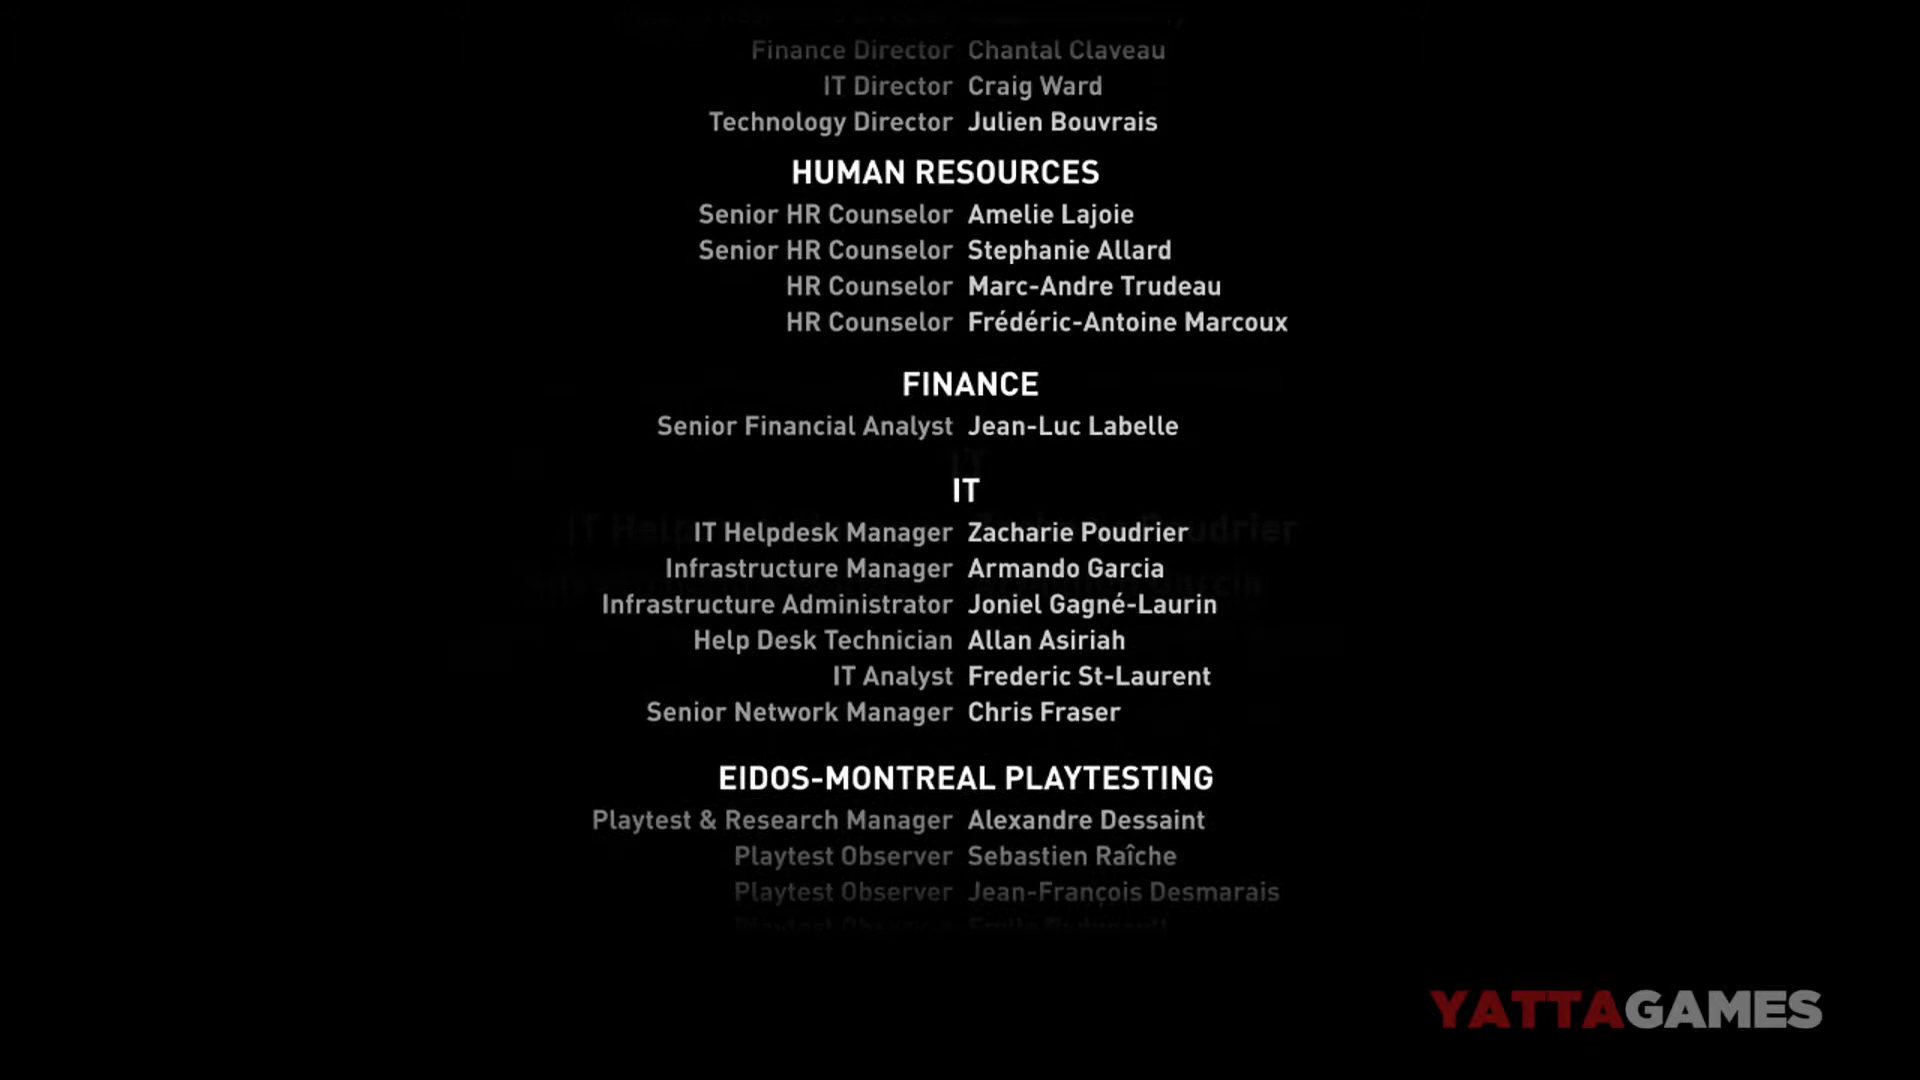 Finance Director Chantal Claveau
IT Director Craig Ward
Technology Director Julien Bouvrais
HUMAN RESOURCES
Senior HR Counselor Amelie Lajoie
Senior HR Counselor Stephanie Allard
HR Counselor Marc-Andre Trudeau
HR Counselor Frédéric-Antoine Marcoux
FINANCE
Senior Financial Analyst Jean-Luc Labelle
IT
IT Helpdesk Manager Zacharie Poudrier
Infrastructure Manager Armando Garcia
Infrastructure Administrator Joniel Gagné-Laurin
Help Desk Technician Allan Asiriah
IT Analyst Frederic St-Laurent
Senior Network Manager Chris Fraser
EIDOS-MONTREAL PLAYTESTING
Playtest & Research Manager Alexandre Dessaint
Playtest Observer Sebastien Raîche
Playtest Observer Jean-François Desmarais
Playtest Observer
YATTAGAMES